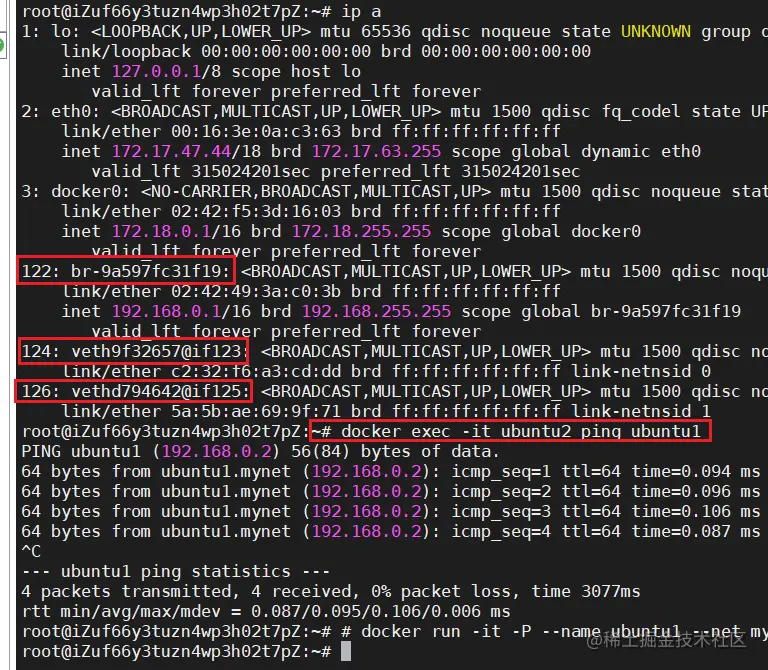 root@iZuf66y3tuzn4wp3h02t7pZ:~# ip a
1: lo: <LOOPBACK,UP,LOWER_UP> mtu 65536 qdisc noqueue state UNKNOWN group d
link/loopback 00:00:00:00:00:00 brd 00:00:00:00:00:00
inet 127.0.0.1/8 scope host lo
valid_lft forever preferred_lft forever
2: eth0: <BROADCAST,MULTICAST,UP,LOWER_UP> mtu 1500 qdisc fq_codel state UP
link/ether 00:16:3e:0a:c3:63 brd ff:ff:ff:ff:ff:ff
inet 172.17.47.44/18 brd 172.17.63.255 scope global dynamic eth0
valid_lft 315024201sec preferred_lft 315024201sec
3: docker0: <NO-CARRIER,BROADCAST,MULTICAST,UP> mtu 1500 qdisc noqueue stat
link/ether 02:42:f5:3d:16:03 brd ff:ff:ff:ff:ff:ff
inet 172.18.0.1/16 brd 172.18.255.255 scope global docker0
valid_lft forever preferred_lft forever
122: br-9a597fc31f19: <BROADCAST,MULTICAST,UP,LOWER_UP> mtu 1500 qdisc noqu
link/ether 02:42:49:3a:c0:3b brd ff:ff:ff:ff:ff:ff
inet 192.168.0.1/16 brd 192.168.255.255 scope global br-9a597fc31f19
valid_lft forever preferred_lft forever
124: veth9f32657@if123: <BROADCAST,MULTICAST,UP,LOWER_UP> mtu 1500 qdisc no
link/ether c2:32:f6:a3:cd:dd brd ff:ff:ff:ff:ff:ff link-netnsid 0
126: vethd794642@if125: <BROADCAST,MULTICAST,UP,LOWER_UP> mtu 1500 qdisc no
link/ether 5a:5b:ae:69:9f:71 brd ff:ff:ff:ff:ff:ff link-netnsid 1
root@iZuf66y3tuzn4wp3h02t7pZ:~# docker exec -it ubuntu2 ping ubuntu1
PING ubuntu1 (192.168.0.2) 56(84) bytes of data.
64 bytes from ubuntu1.mynet (192.168.0.2): icmp_seq=1 ttl=64 time=0.094 ms
64 bytes from ubuntu1.mynet (192.168.0.2): icmp_seq=2 ttl=64 time=0.096 ms
64 bytes from ubuntu1.mynet (192.168.0.2): icmp_seq=3 ttl=64 time=0.106 ms
64 bytes from ubuntu1.mynet (192.168.0.2): icmp_seq=4 ttl=64 time=0.087 ms
^C
--- ubuntu1 ping statistics ---
4 packets transmitted, 4 received, 0% packet loss, time 3077ms
rtt min/avg/max/mdev = 0.087/0.095/0.106/0.006 ms
root@iZuf66y3tuzn4wp3h02t7pZ:~# # docker run -it -P --name ubuntu1 --net my
root@iZuf66y3tuzn4wp3h02t7pZ:~#
@稀土掘金技术社区